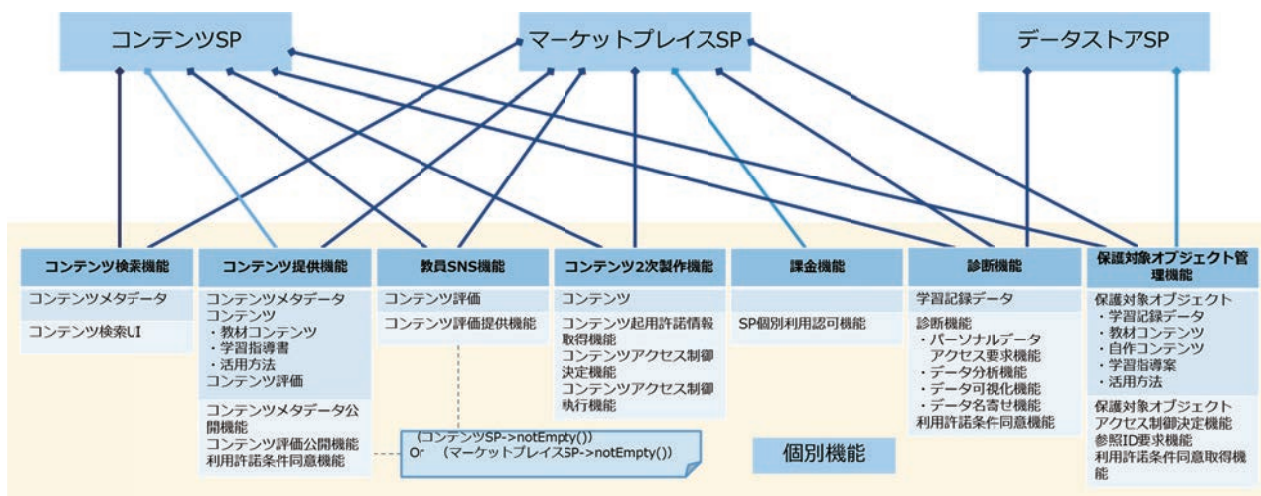 コンテンツSP
マーケットプレイスSP
データストアSP
コンテンツ検索機能
コンテンツメタデータ
コンテンツ検索UI
コンテンツ提供機能
コンテンツメタデータ
コンテンツ
・教材コンテンツ
・学習指導書
・活用方法
コンテンツ評価
コンテンツメタデータ公
開機能
コンテンツ評価公開機能
利用許諾条件同意機能
教員SNS機能
コンテンツ評価
コンテンツ評価提供機能
コンテンツ2次製作機能
コンテンツ
コンテンツ起用許諾情報
取得機能
コンテンツアクセス制御
決定機能
コンテンツアクセス制御
執行機能
課金機能
SP個別利用認可機能
診断機能
学習記録データ
診断機能
・パーソナルデータ
アクセス要求機能
・データ分析機能
・データ可視化機能
・データ名寄せ機能
利用許諾条件同意機能
保護対象オブジェクト管
理機能
保護対象オブジェクト
・学習記録データ
・教材コンテンツ
・自作コンテンツ
・学習指導案
・活用方法
保護対象オブジェクト
アクセス制御決定機能
参照ID要求機能
利用許諾条件同意取得機
能
(コンテンツSP->notEmpty())
Or (マーケットプレイスSP->notEmpty())
個別機能